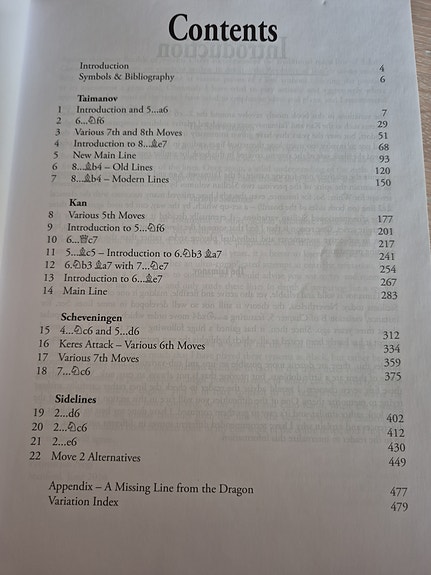 Contents
Introduction 4
Symbols & Bibliography 6
Taimanov
1 Introduction and 5...a6 7
2 6...♘f6 29
3 Various 7th and 8th Moves 51
4 Introduction to 8...♗e7 68
5 New Main Line 93
6 8...♗b4 – Old Lines 120
7 8...♗b4 – Modern Lines 150
Kan
8 Various 5th Moves 177
9 Introduction to 5...♘f6 201
10 6...♕c7 217
11 5...♗c5 – Introduction to 6.♘b3 ♗a7 241
12 6.♘b3 ♗a7 with 7...♘e7 254
13 Introduction to 6...♗e7 267
14 Main Line 283
Scheveningen
15 4...♘c6 and 5...d6 312
16 Keres Attack – Various 6th Moves 334
17 Various 7th Moves 359
18 7...♘c6 375
Sidelines
19 2...d6 402
20 2...♘c6 412
21 2...e6 430
22 Move 2 Alternatives 449
Appendix – A Missing Line from the Dragon 477
Variation Index 479